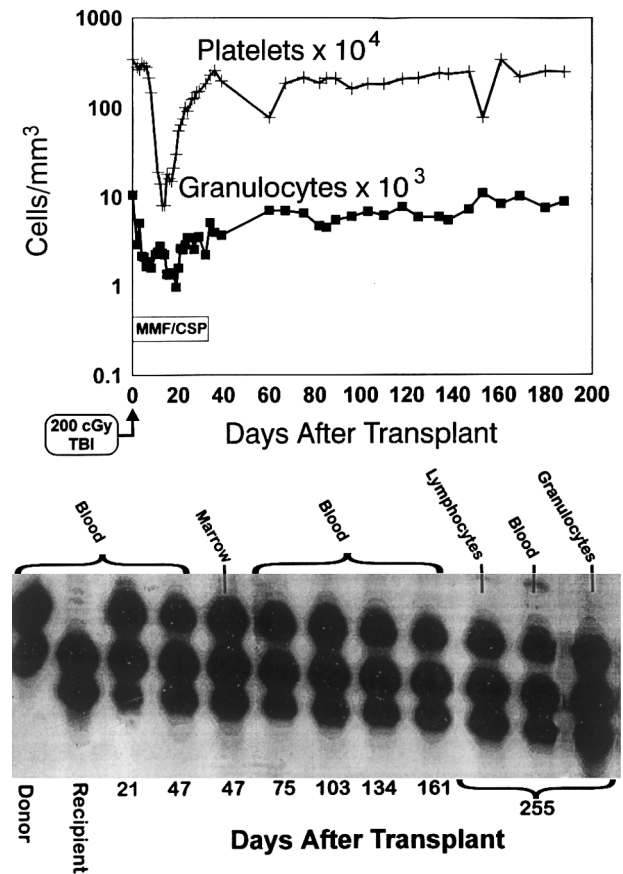 1000
Platelets x 10⁴
100
Granulocytes x 10³
10
1
MMF/CSP
0.1
Cells/mm³
0 20 40 60 80 100 120 140 160 180 200
200 cGy
TBI
Days After Transplant
Blood
Marrow
Blood
Lymphocytes
Blood
Granulocytes
Donor
Recipient
21 47 47 75 103 134 161
255
Days After Transplant